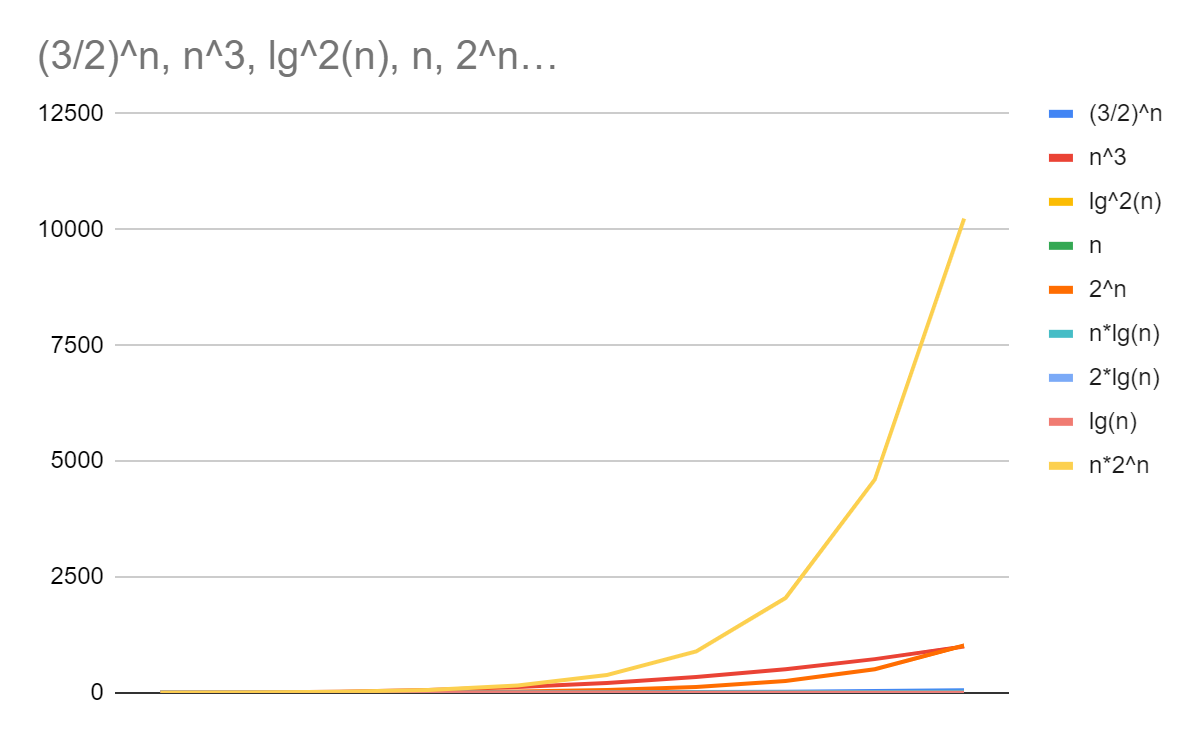 (3/2)^n, n^3, lg^2(n), n, 2^n…
12500
10000
7500
5000
2500
0
(3/2)^n
n^3
lg^2(n)
n
2^n
n*lg(n)
2*lg(n)
lg(n)
n*2^n